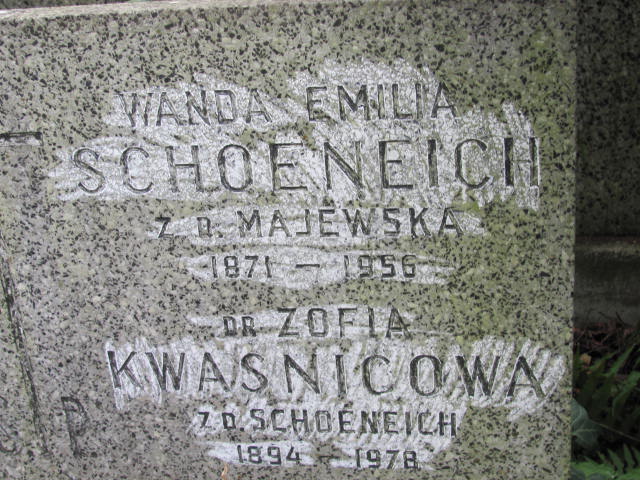 WANDA EMILIA
SCHOENEICH
Z D. MAJEWSKA
1871 - 1956
DR ZOFIA
KWASNICOWA
Z D. SCHOENEICH
1894 - 1978
P